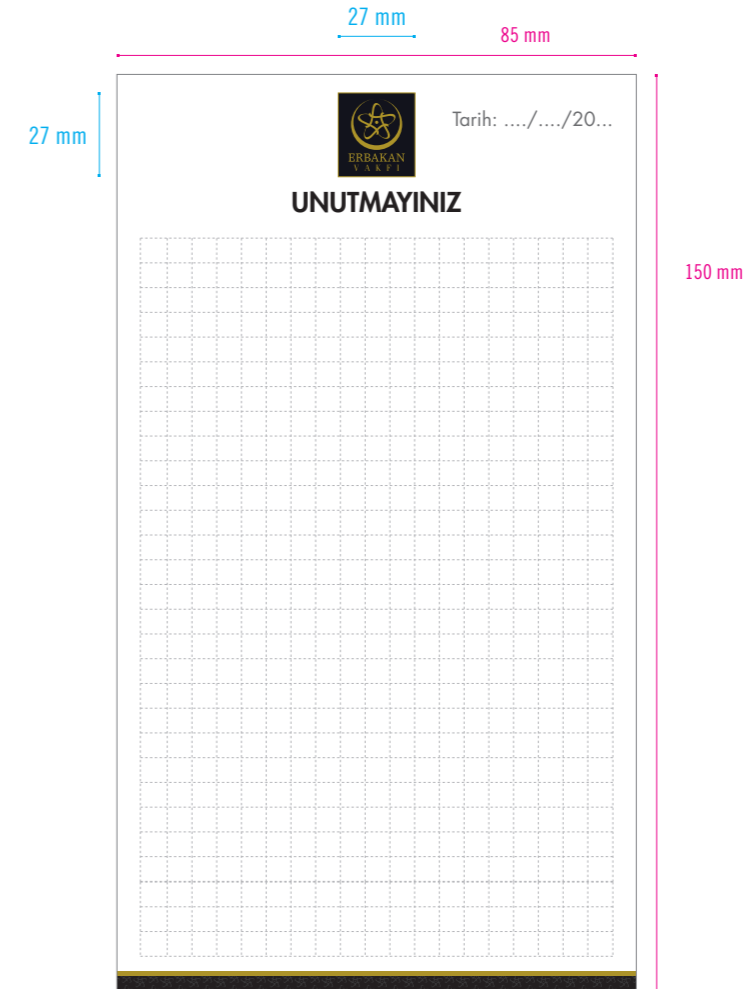 27 mm
85 mm
27 mm
Tarih: ..../..../20...
ERBAKAN
VAKFI
UNUTMAYINIZ
150 mm